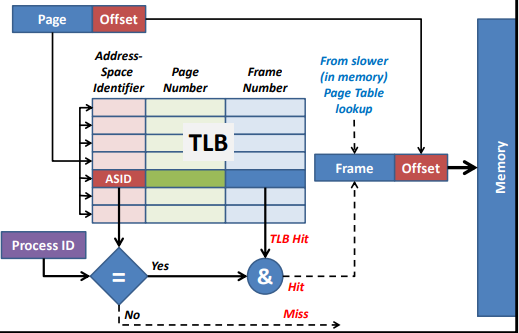 Page Offset
Address-
Space
Identifier
Page
Number
Frame
Number
From slower
(in memory)
Page Table
lookup
TLB
ASID
Frame Offset
Memory
TLB Hit
Process ID
=
Yes
&
Hit
No
Miss